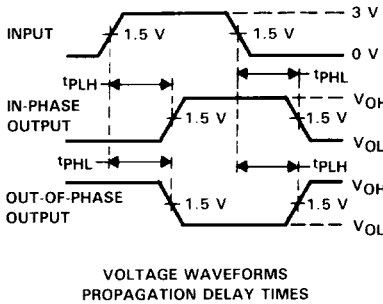 3 V
INPUT
1.5 V
1.5 V
0 V
tPLH
tPHL
IN-PHASE
OUTPUT
VOH
1.5 V
1.5 V
VOL
tPHL
tPLH
OUT-OF-PHASE
OUTPUT
VOH
1.5 V
1.5 V
VOL
VOLTAGE WAVEFORMS
PROPAGATION DELAY TIMES